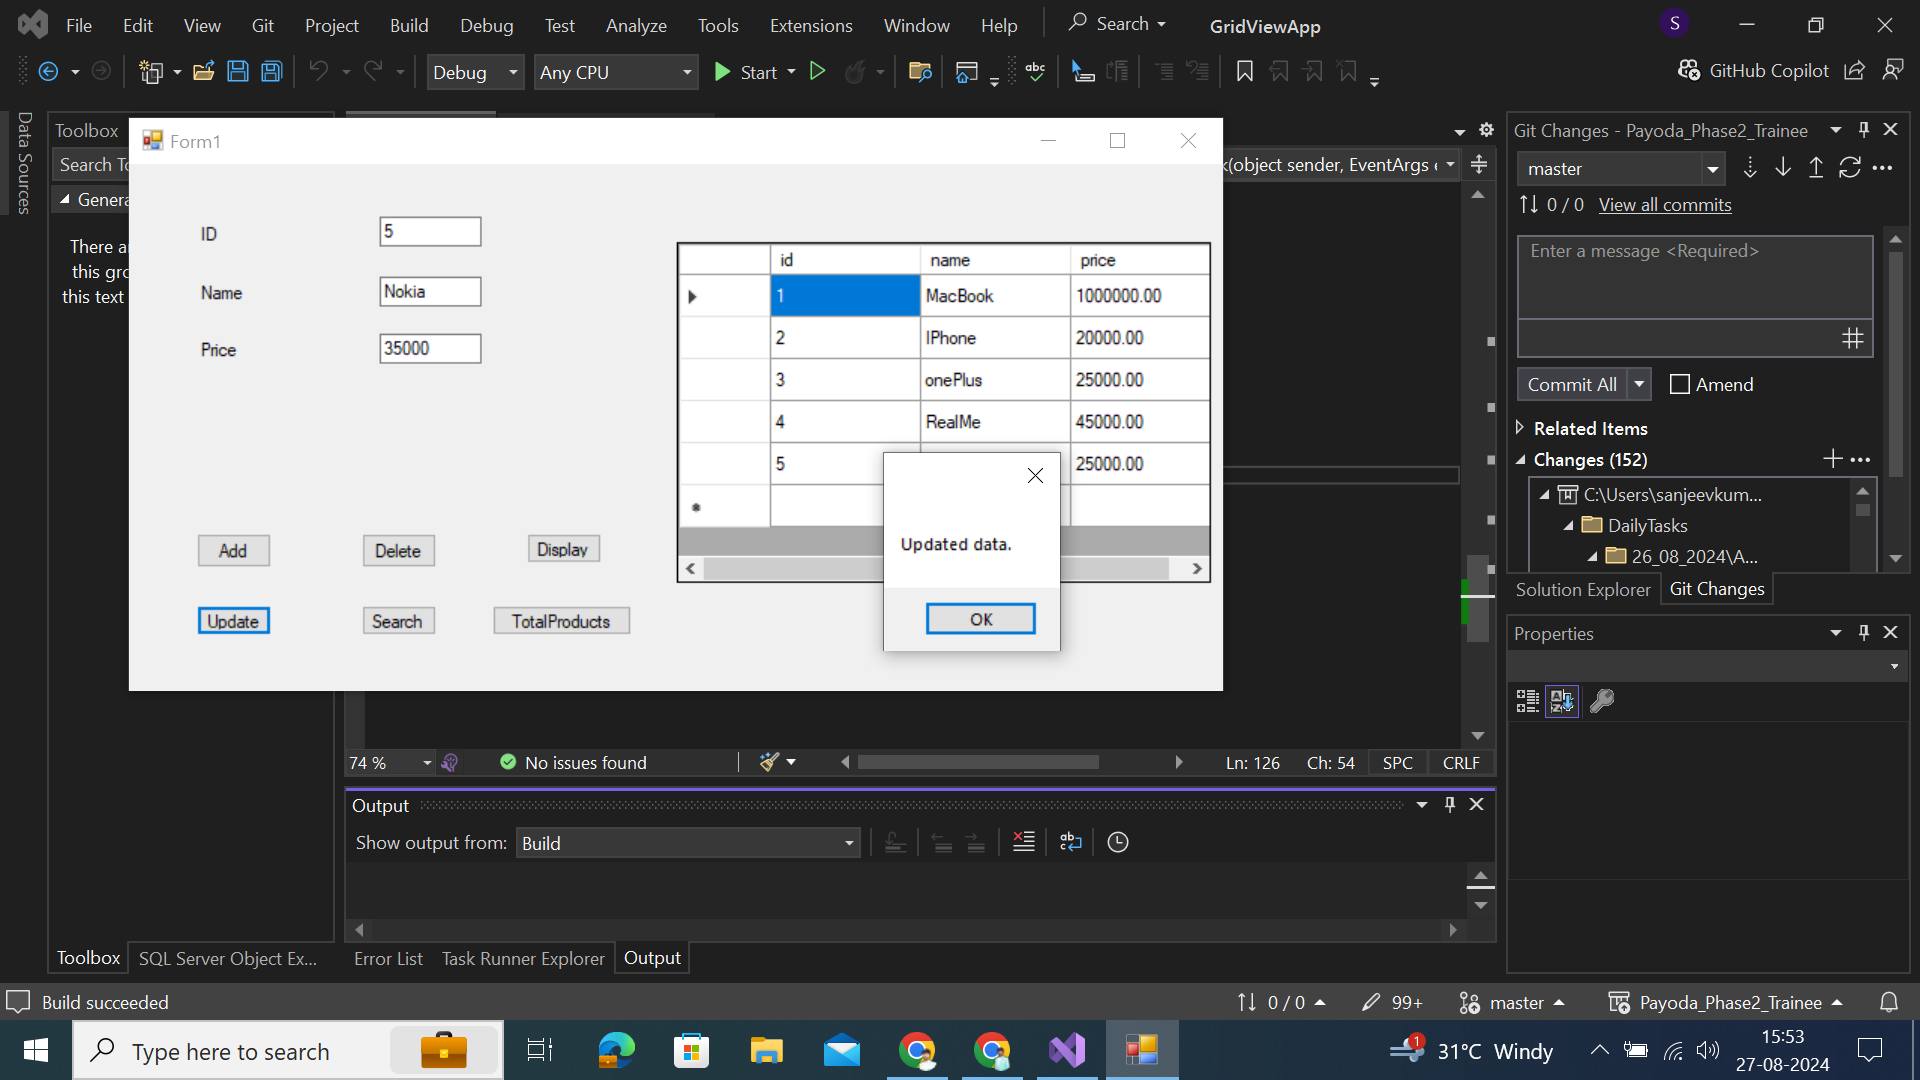 File Edit View Git Project Build Debug Test Analyze Tools Extensions Window Help Search GridViewApp S
Debug Any CPU Start abc GitHub Copilot
Data Sources
Toolbox
Search To
Genera
There ar
this gro
this text
Form1
ID 5
Name Nokia
Price 35000
id name price
1 MacBook 1000000.00
2 IPhone 20000.00
3 onePlus 25000.00
4 RealMe 45000.00
5 25000.00
Updated data.
OK
Add Delete Display
Update Search TotalProducts
(object sender, EventArgs e
74 % No issues found Ln: 126 Ch: 54 SPC CRLF
Output
Show output from: Build
Toolbox SQL Server Object Ex... Error List Task Runner Explorer Output
Git Changes - Payoda_Phase2_Trainee
master
0 / 0 View all commits
Enter a message <Required>
Commit All Amend
Related Items
Changes (152)
C:\Users\sanjeevkum...
DailyTasks
26_08_2024\A...
Solution Explorer Git Changes
Properties
Build succeeded 0 / 0 99+ master Payoda_Phase2_Trainee
Type here to search 1 31°C Windy 15:53
27-08-2024